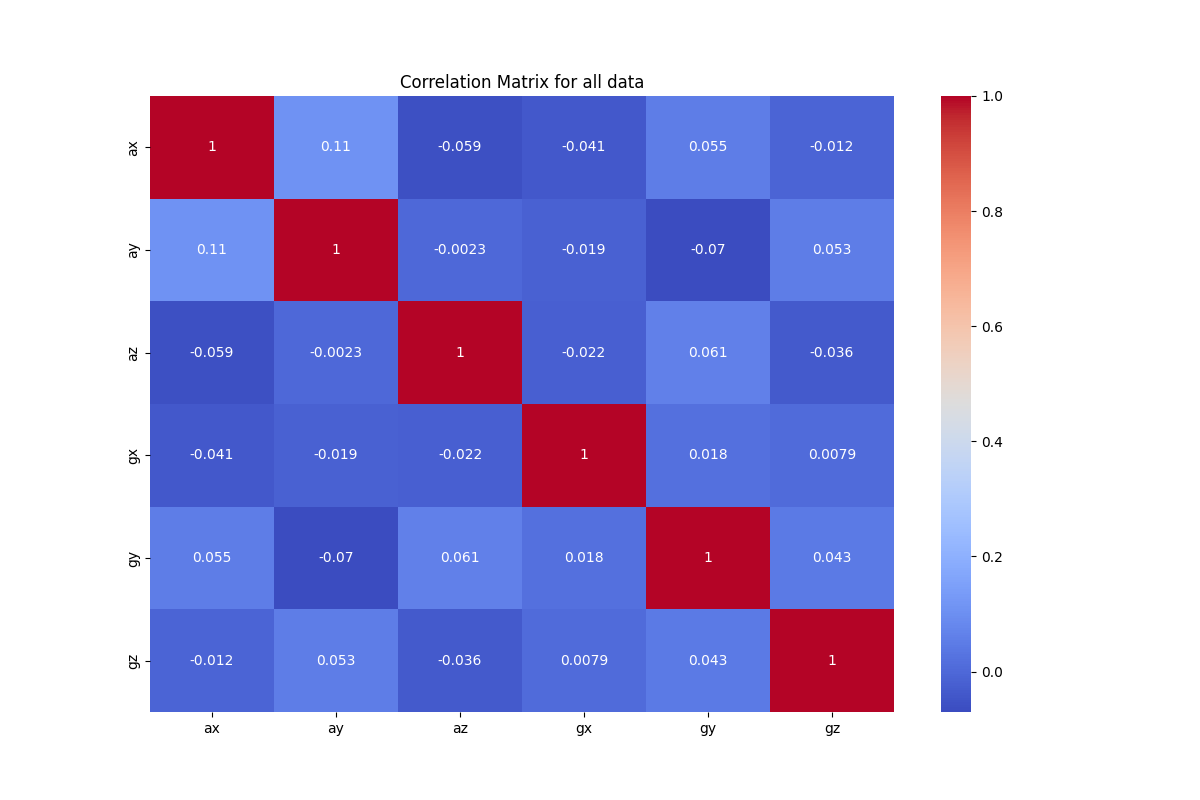 Correlation Matrix for all data
ax 1 0.11 -0.059 -0.041 0.055 -0.012
ay 0.11 1 -0.0023 -0.019 -0.07 0.053
az -0.059 -0.0023 1 -0.022 0.061 -0.036
gx -0.041 -0.019 -0.022 1 0.018 0.0079
gy 0.055 -0.07 0.061 0.018 1 0.043
gz -0.012 0.053 -0.036 0.0079 0.043 1
ax ay az gx gy gz
1.0
0.8
0.6
0.4
0.2
0.0